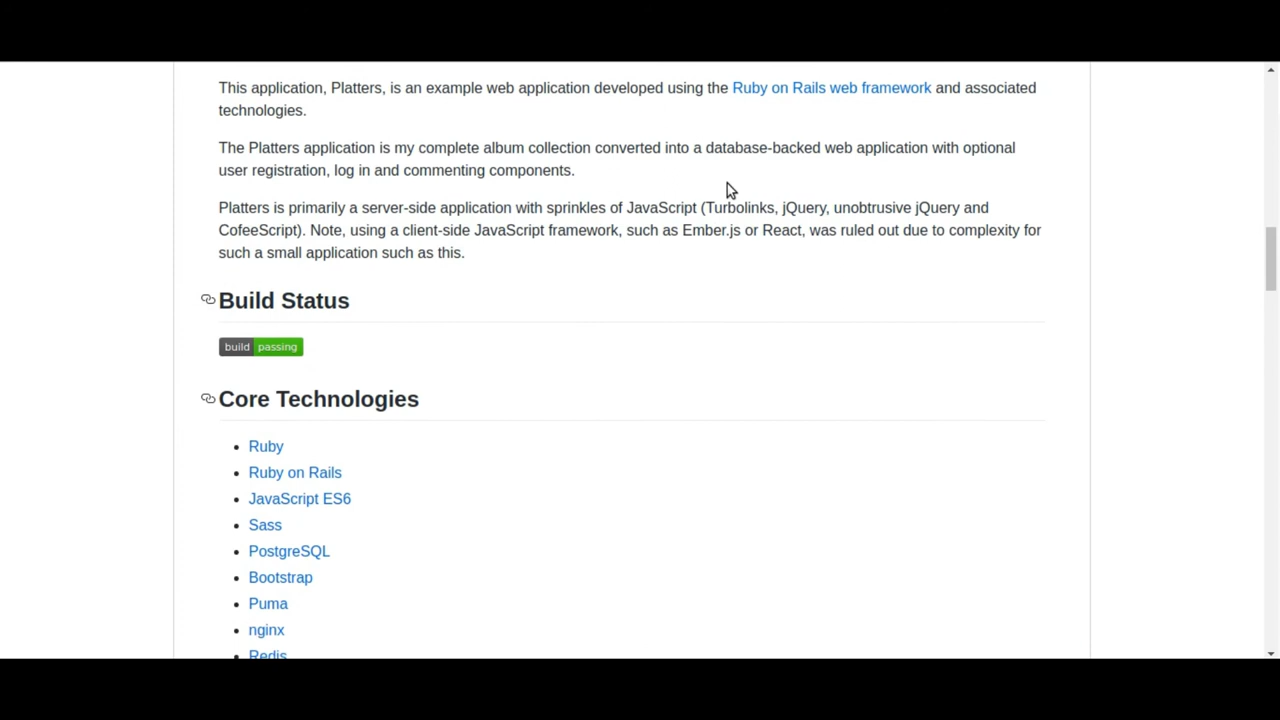 This application, Platters, is an example web application developed using the Ruby on Rails web framework and associated
technologies.
The Platters application is my complete album collection converted into a database-backed web application with optional
user registration, log in and commenting components.
Platters is primarily a server-side application with sprinkles of JavaScript (Turbolinks, jQuery, unobtrusive jQuery and
CofeeScript). Note, using a client-side JavaScript framework, such as Ember.js or React, was ruled out due to complexity for
such a small application such as this.
Build Status
build passing
Core Technologies
Ruby
Ruby on Rails
JavaScript ES6
Sass
PostgreSQL
Bootstrap
Puma
nginx
Redis